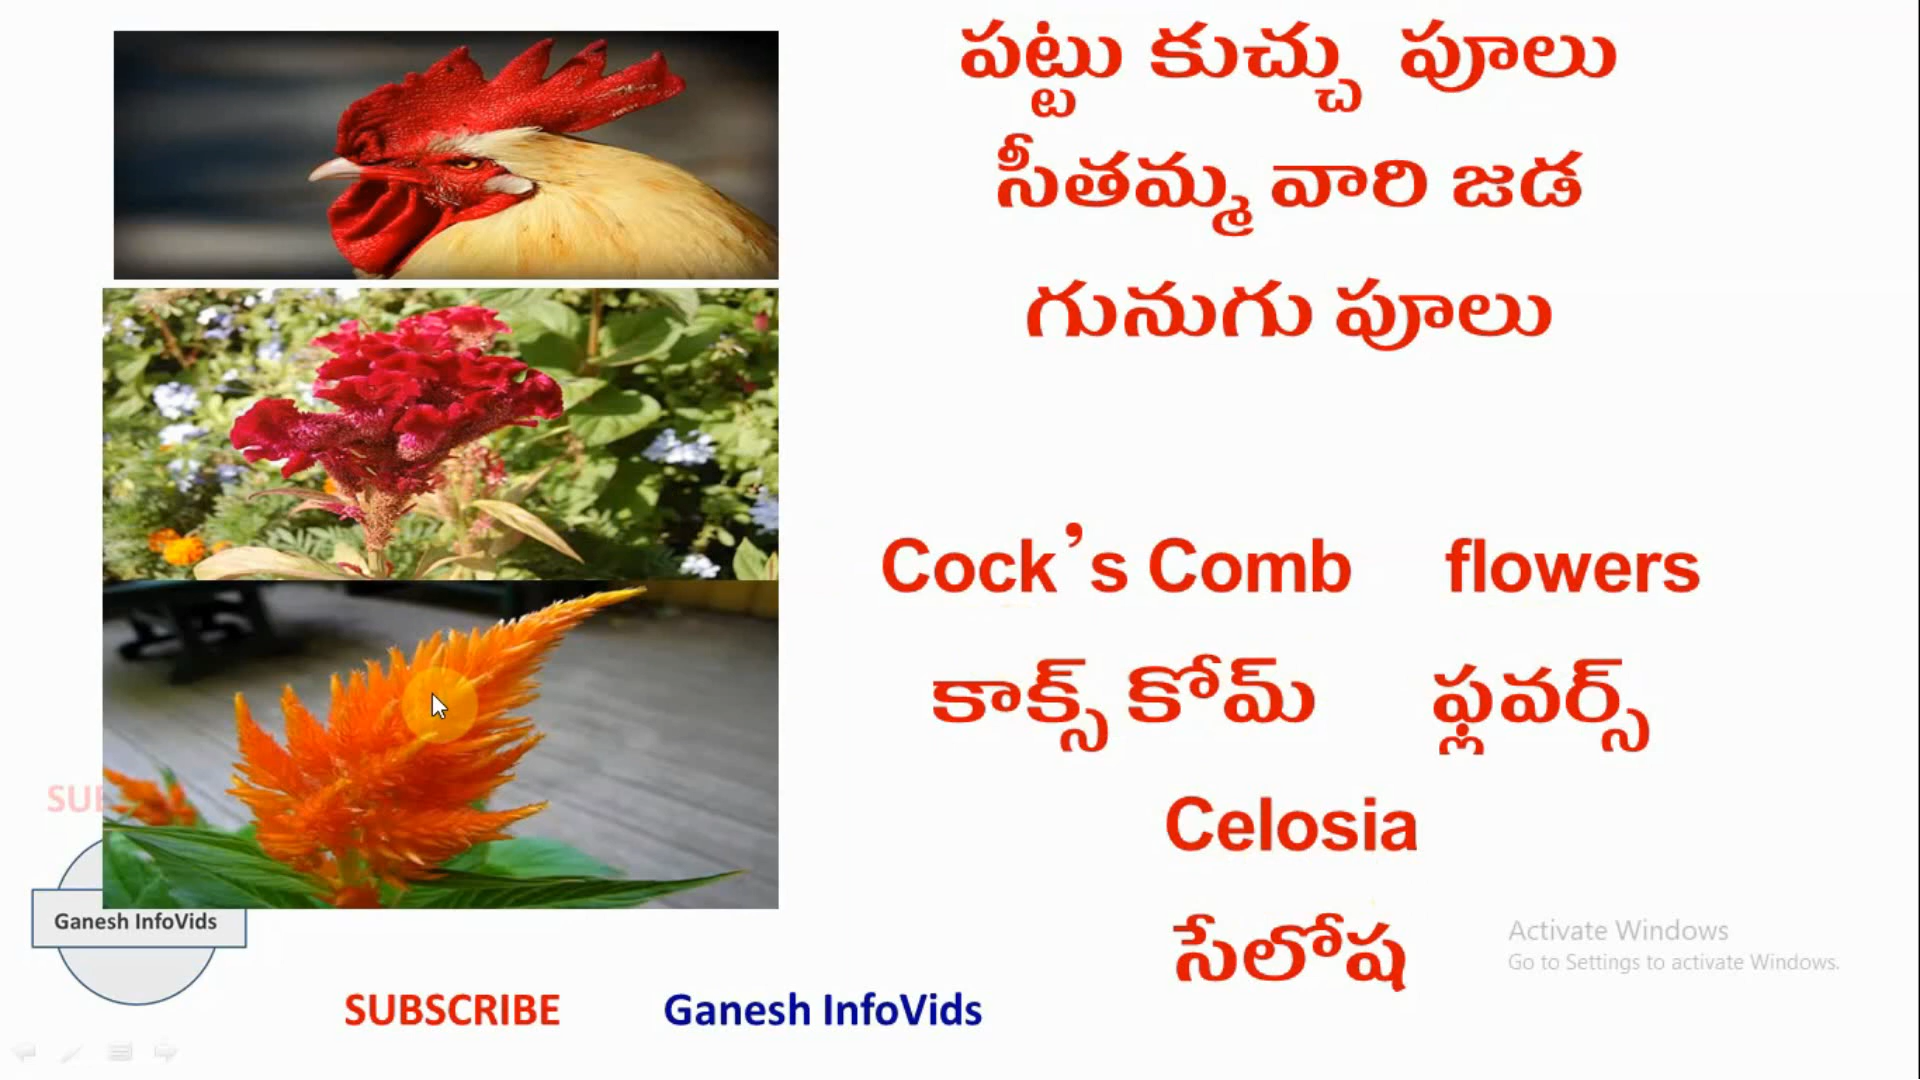 పట్టు కుచ్చు పూలు
సీతమ్మ వారి జడ
గునుగు పూలు
Cock’s Comb flowers
కాక్స్ కోమ్ ఫ్లవర్స్
Celosia
సేలోష
Ganesh InfoVids
SUBSCRIBE Ganesh InfoVids
Activate Windows
Go to Settings to activate Windows.